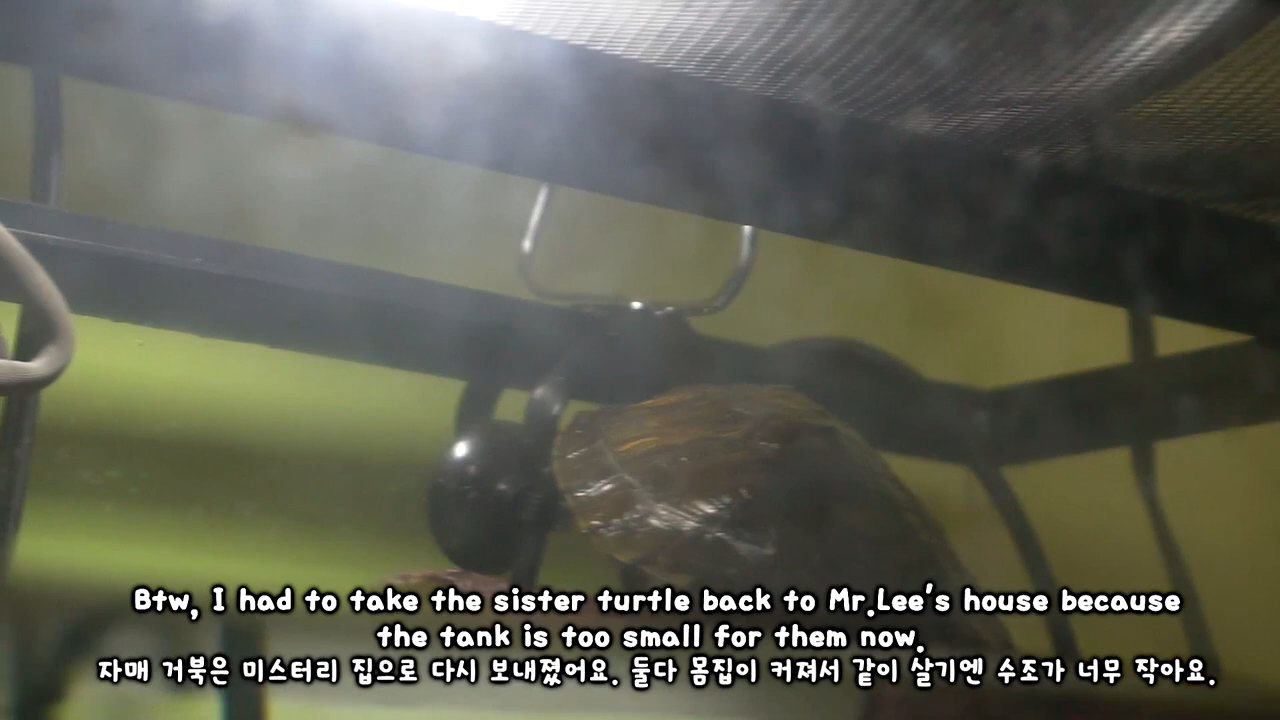 Btw, I had to take the sister turtle back to Mr.Lee's house because
the tank is too small for them now.
자매 거북은 미스터리 집으로 다시 보내졌어요. 둘다 몸집이 커져서 같이 살기엔 수조가 너무 작아요.